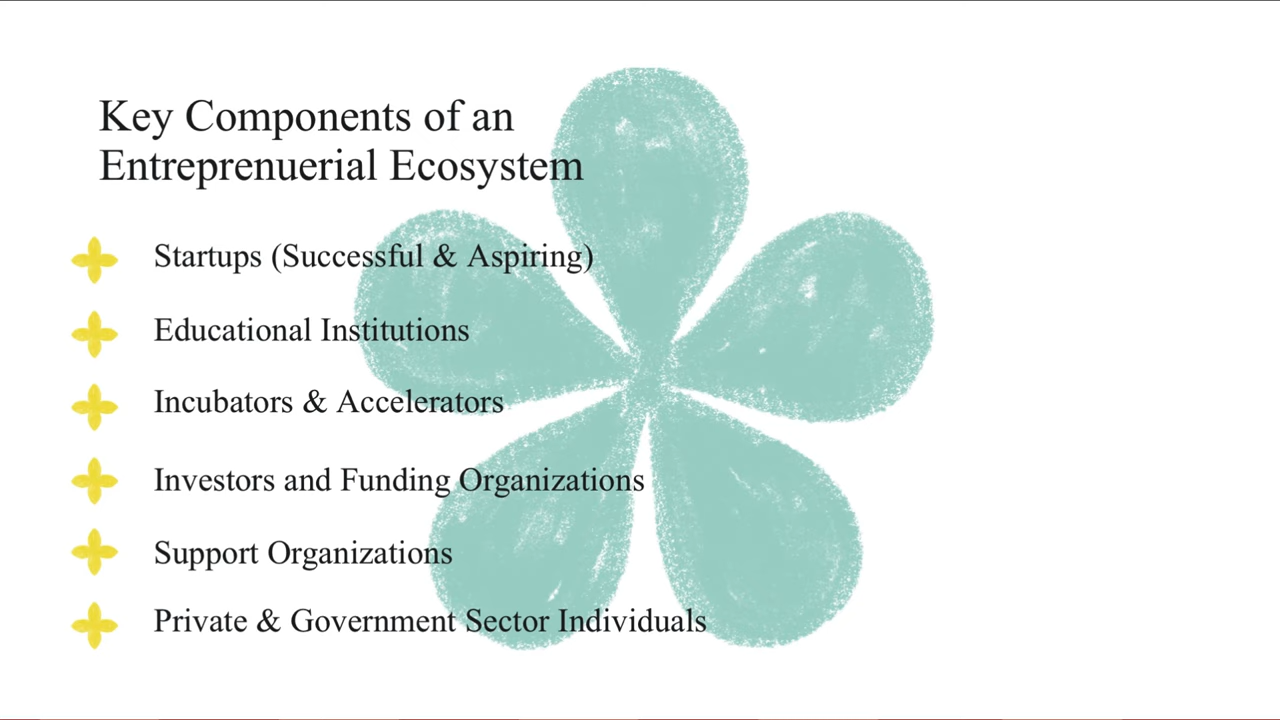 Key Components of an
Entreprenuerial Ecosystem
Startups (Successful & Aspiring)
Educational Institutions
Incubators & Accelerators
Investors and Funding Organizations
Support Organizations
Private & Government Sector Individuals